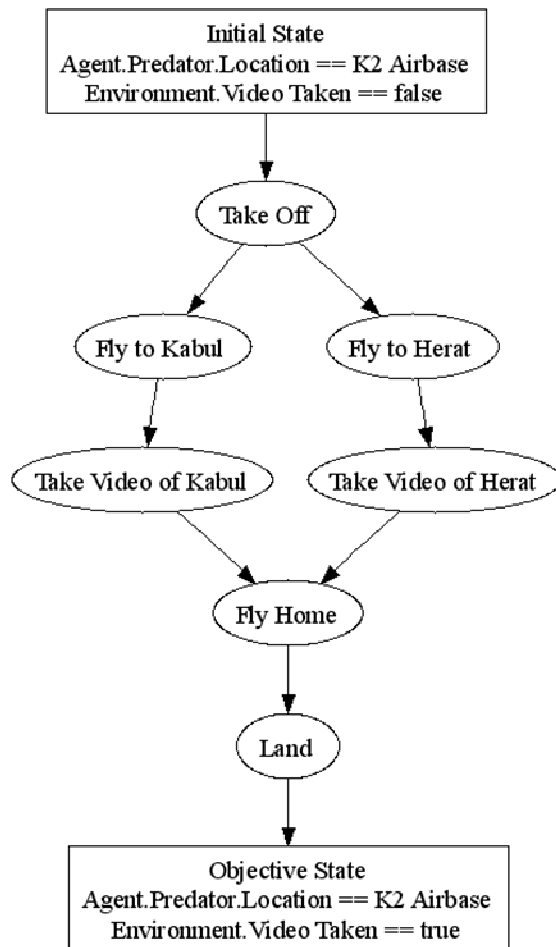 Initial State
Agent.Predator.Location == K2 Airbase
Environment.Video Taken == false
Take Off
Fly to Kabul
Fly to Herat
Take Video of Kabul
Take Video of Herat
Fly Home
Land
Objective State
Agent.Predator.Location == K2 Airbase
Environment.Video Taken == true